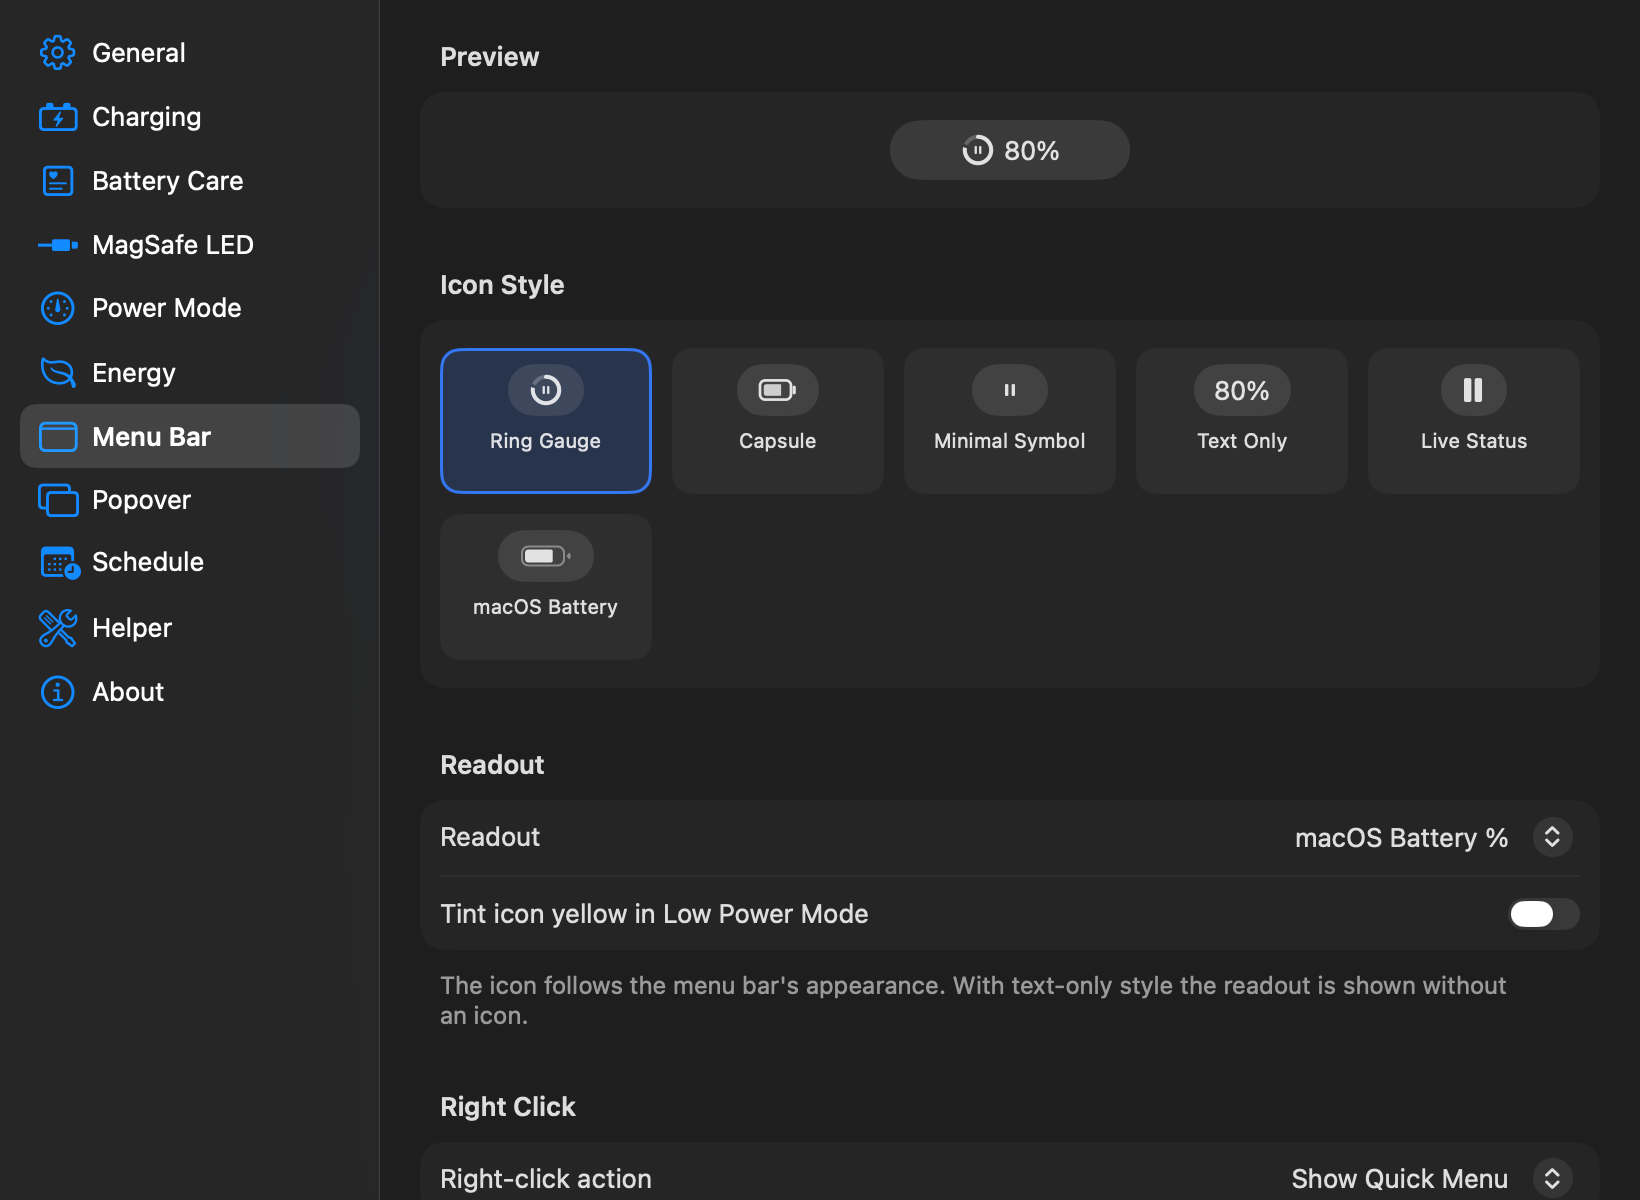 General
Charging
Battery Care
MagSafe LED
Power Mode
Energy
Menu Bar
Popover
Schedule
Helper
About
Preview
80%
Icon Style
Ring Gauge
Capsule
Minimal Symbol
80%
Text Only
Live Status
macOS Battery
Readout
Readout
macOS Battery %
Tint icon yellow in Low Power Mode
The icon follows the menu bar's appearance. With text-only style the readout is shown without
an icon.
Right Click
Right-click action
Show Quick Menu